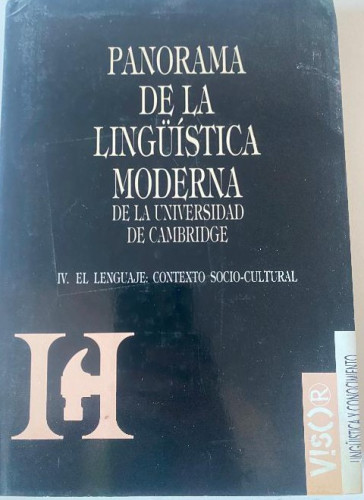 PANORAMA
DE LA
LINGÜÍSTICA
MODERNA
DE LA UNIVERSIDAD
DE CAMBRIDGE
IV. EL LENGUAJE: CONTEXTO SOCIO-CULTURAL
VISOR
LINGÜÍSTICA Y CONOCIMIENTO